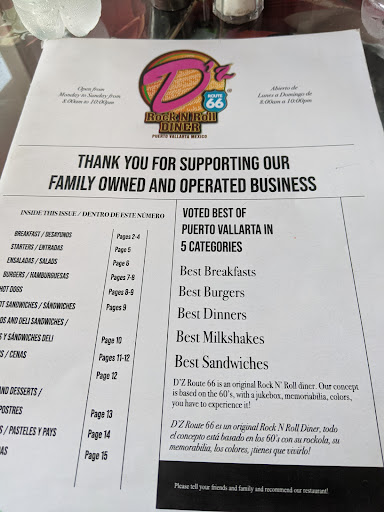 Open from
Monday to Sunday from
8:00am to 10:00pm
D'z
ROUTE
66
Rock N Roll
DINER
PUERTO VALLARTA MEXICO
Abierto de
Lunes a Domingo de
8:00am a 10:00pm
THANK YOU FOR SUPPORTING OUR
FAMILY OWNED AND OPERATED BUSINESS
INSIDE THIS ISSUE / DENTRO DE ESTE NÚMERO
BREAKFAST / DESAYUNOS Pages 2-4
STARTERS / ENTRADAS Page 5
ENSALADAS / SALADS Page 6
BURGERS / HAMBURGUESAS Pages 7-8
HOT DOGS Pages 8-9
OT SANDWICHES / SÁNDWICHES Pages 9
DS AND DELI SANDWICHES /
S Y SÁNDWICHES DELI Page 10
S / CENAS Pages 11-12
Page 12
AND DESSERTS /
POSTRES Page 13
S / PASTELES Y PAYS Page 14
AS Page 15
VOTED BEST OF
PUERTO VALLARTA IN
5 CATEGORIES
Best Breakfasts
Best Burgers
Best Dinners
Best Milkshakes
Best Sandwiches
D'Z Route 66 is an original Rock N' Roll diner. Our concept
is based on the 60's, with a jukebox, memoriabilia, colors,
you have to experience it!
D'Z Route 66 es un original Rock N Roll Diner, todo
el concepto está basado en los 60's con su rockola, su
memorabilia, los colores, ¡tienes que vivirlo!
Please tell your friends and family and recommend our restaurant!